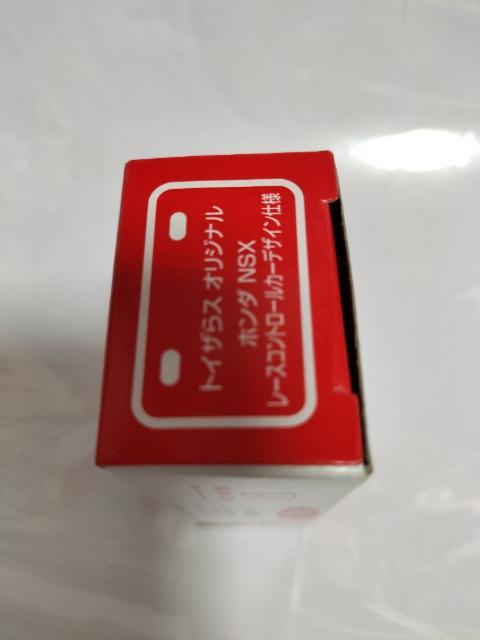 トイザらス オリジナル
ホンダ NSX
レースコントロールカーデザイン仕様